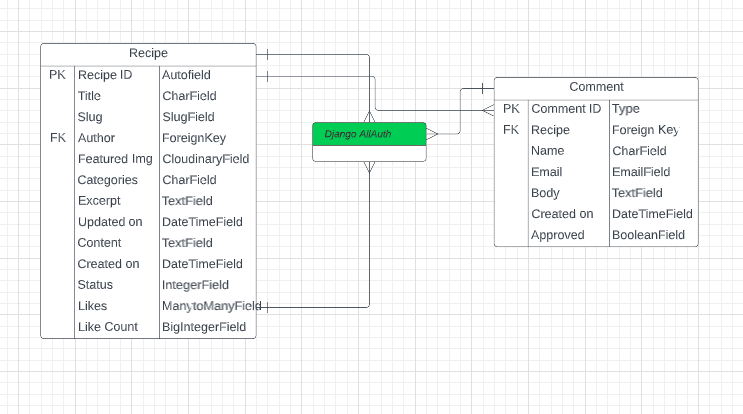 Recipe
PK Recipe ID Autofield
Title CharField
Slug SlugField
FK Author ForeignKey
Featured Img CloudinaryField
Categories CharField
Excerpt TextField
Updated on DateTimeField
Content TextField
Created on DateTimeField
Status IntegerField
Likes ManytoManyField
Like Count BigIntegerField
Django AllAuth
Comment
PK Comment ID Type
FK Recipe Foreign Key
Name CharField
Email EmailField
Body TextField
Created on DateTimeField
Approved BooleanField